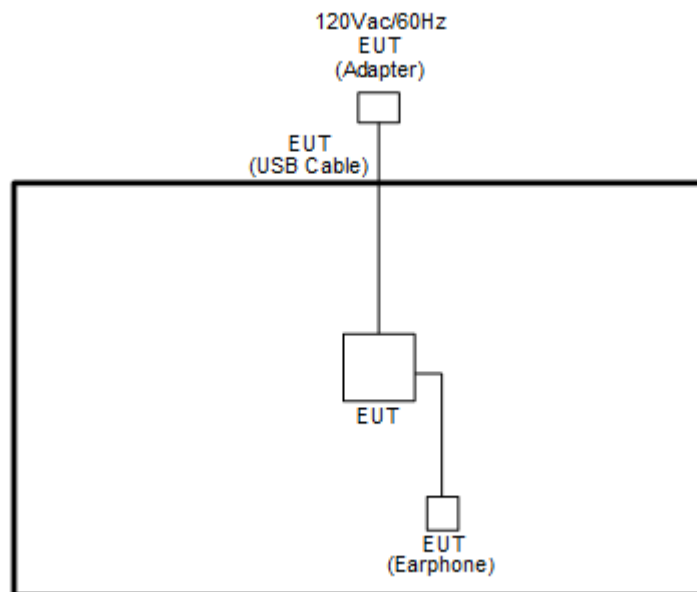 120Vac/60Hz
EUT
(Adapter)
EUT
(USB Cable)
EUT
EUT
(Earphone)